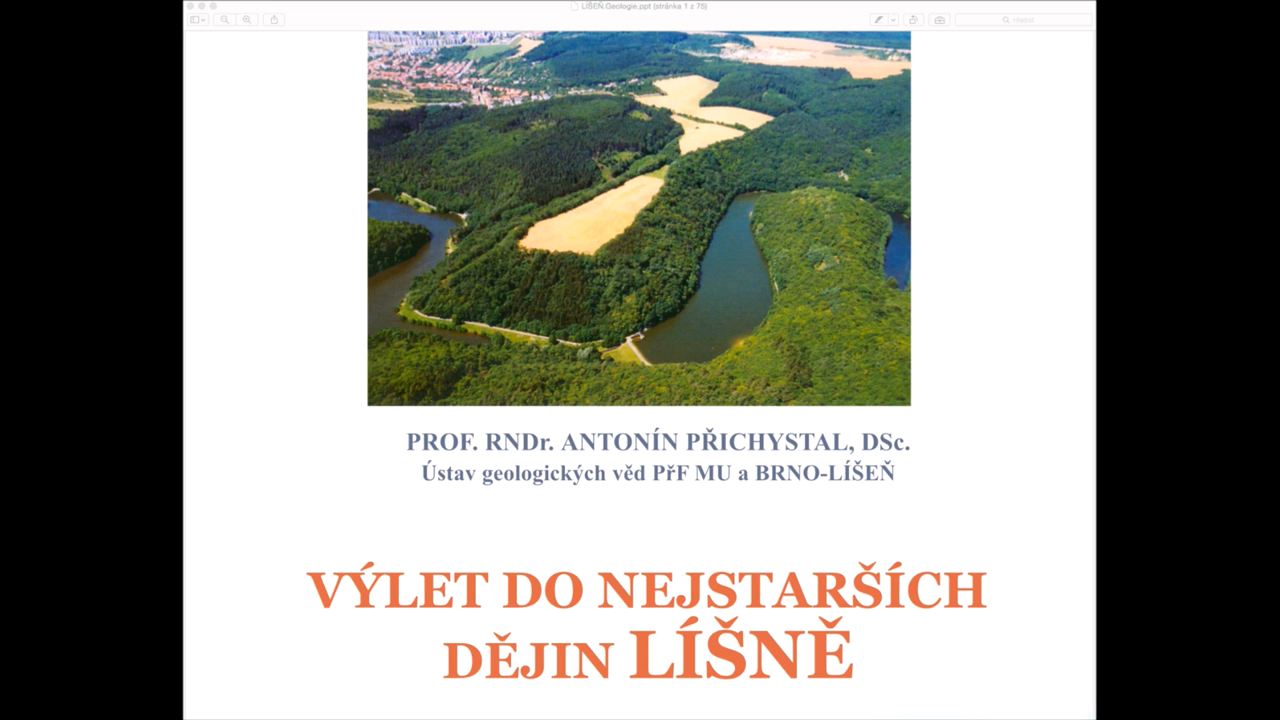 LÍŠEŇ.Geologie.ppt (stránka 1 z 75)
Hledat
PROF. RNDr. ANTONÍN PŘICHYSTAL, DSc.
Ústav geologických věd PřF MU a BRNO-LÍŠEŇ
VÝLET DO NEJSTARŠÍCH
DĚJIN LÍŠNĚ